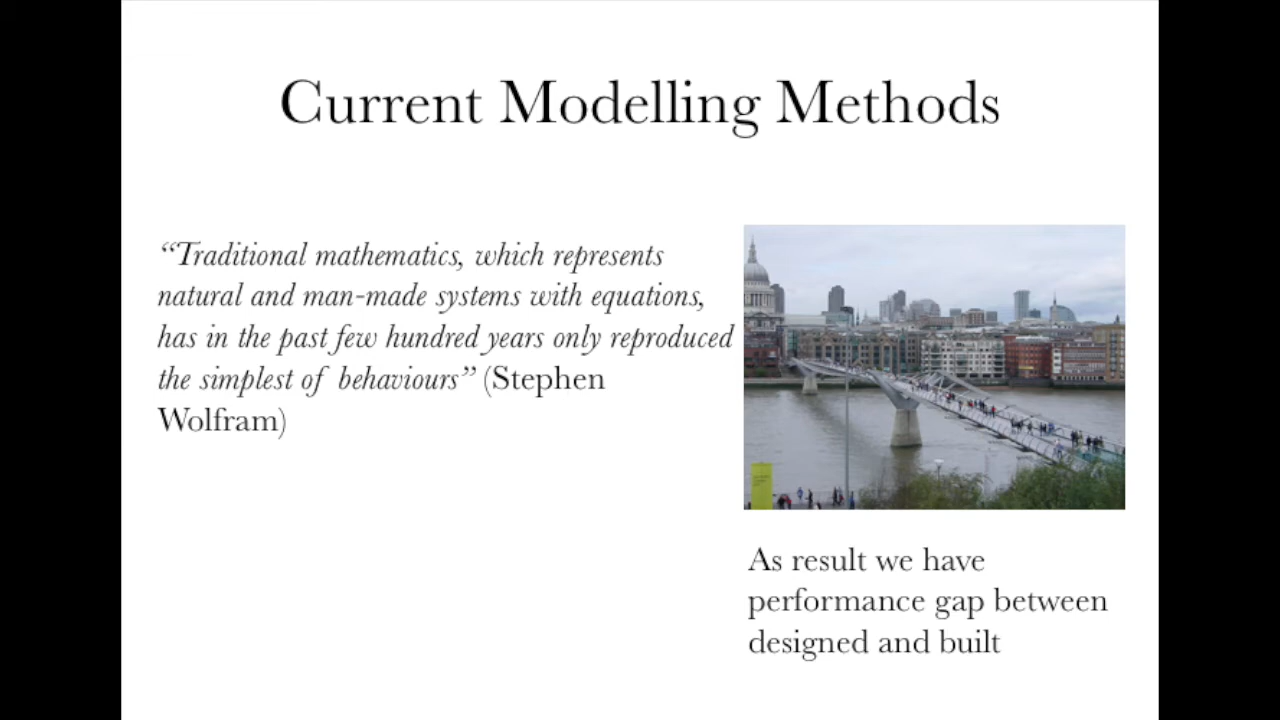 Current Modelling Methods
“Traditional mathematics, which represents
natural and man-made systems with equations,
has in the past few hundred years only reproduced
the simplest of behaviours” (Stephen
Wolfram)
As result we have
performance gap between
designed and built